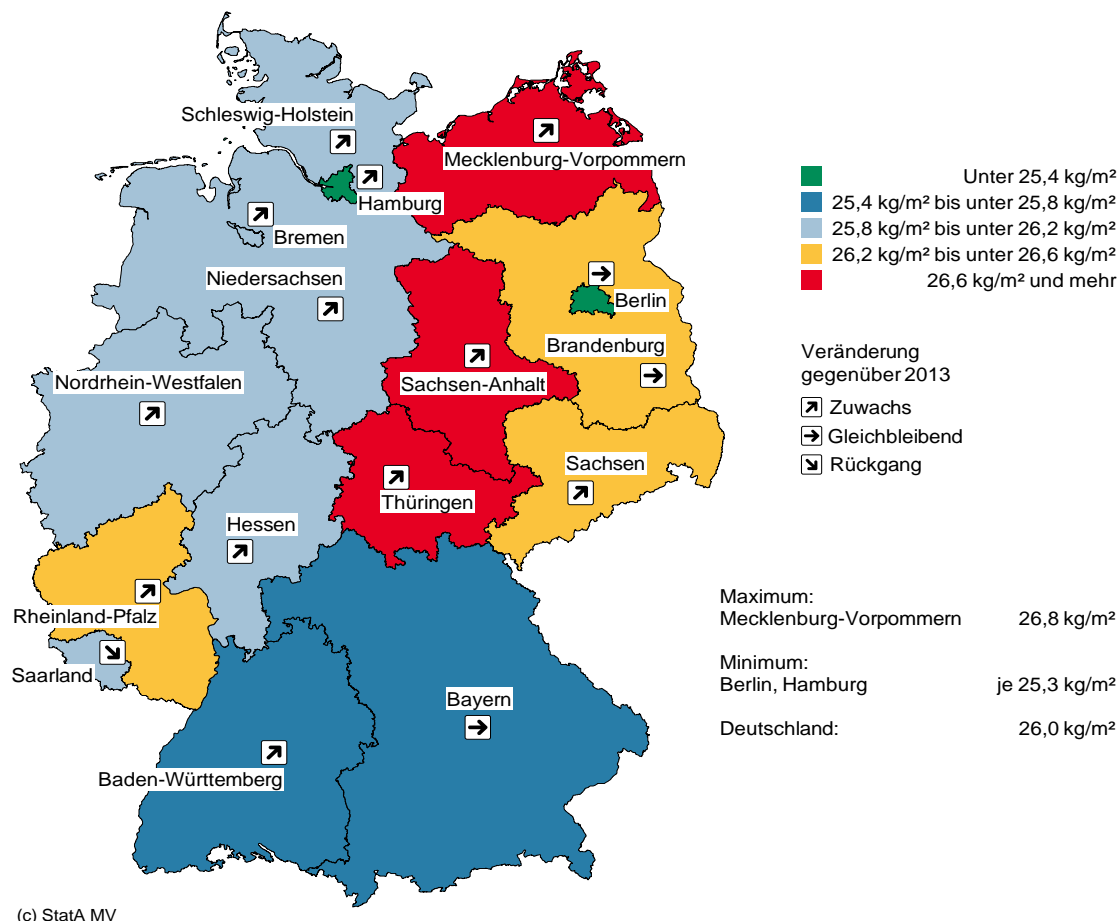 Schleswig-Holstein
Mecklenburg-Vorpommern
Hamburg
Bremen
Niedersachsen
Berlin
Brandenburg
Nordrhein-Westfalen
Sachsen-Anhalt
Sachsen
Thüringen
Hessen
Rheinland-Pfalz
Saarland
Bayern
Baden-Württemberg
Unter 25,4 kg/m²
25,4 kg/m² bis unter 25,8 kg/m²
25,8 kg/m² bis unter 26,2 kg/m²
26,2 kg/m² bis unter 26,6 kg/m²
26,6 kg/m² und mehr
Veränderung
gegenüber 2013
Zuwachs
Gleichbleibend
Rückgang
Maximum:
Mecklenburg-Vorpommern 26,8 kg/m²
Minimum:
Berlin, Hamburg je 25,3 kg/m²
Deutschland: 26,0 kg/m²
(c) StatA MV